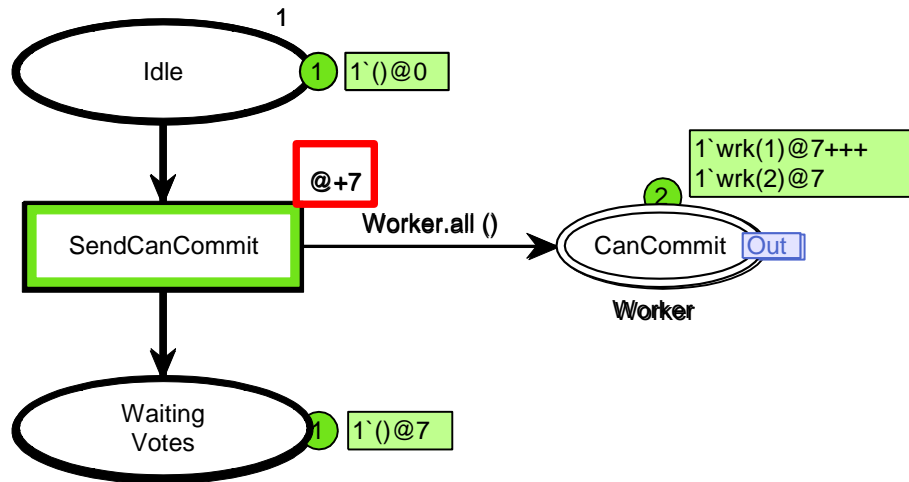 1
Idle
1
1`()@0
@+7
1`wrk(1)@7+++
1`wrk(2)@7
2
SendCanCommit
Worker.all ()
CanCommit
Out
Worker
Waiting
Votes
1
1`()@7